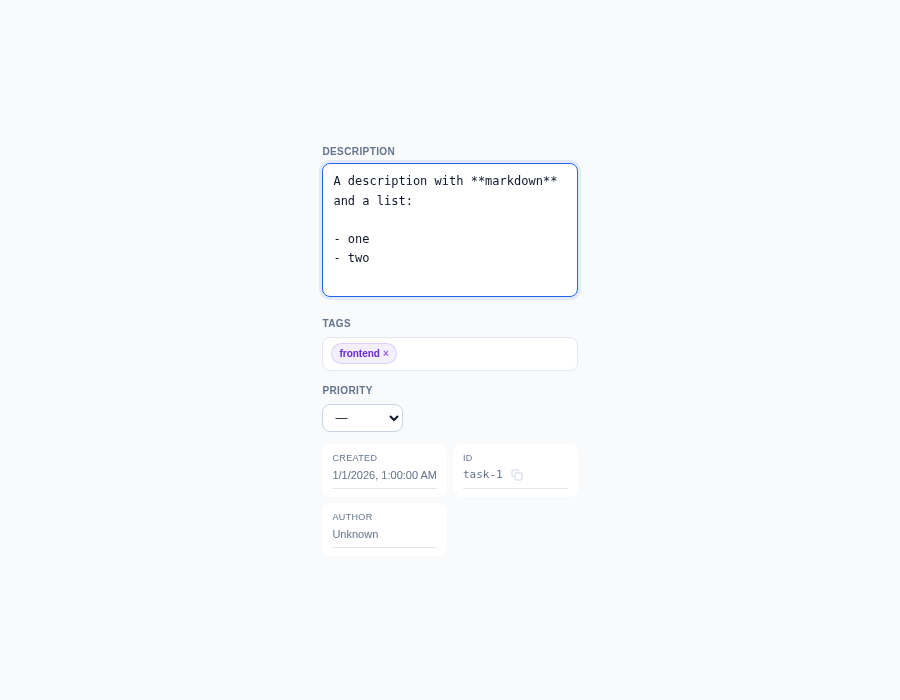 DESCRIPTION
A description with **markdown**
and a list:
- one
- two
TAGS
frontend ×
PRIORITY
—
CREATED
1/1/2026, 1:00:00 AM
ID
task-1
AUTHOR
Unknown